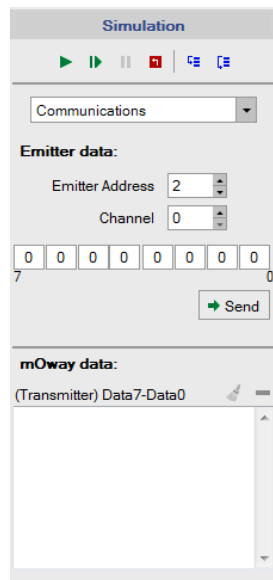 Simulation
Communications
Emitter data:
Emitter Address 2
Channel 0
0 0 0 0 0 0 0 0
7 0
Send
mOway data:
(Transmitter) Data7-Data0